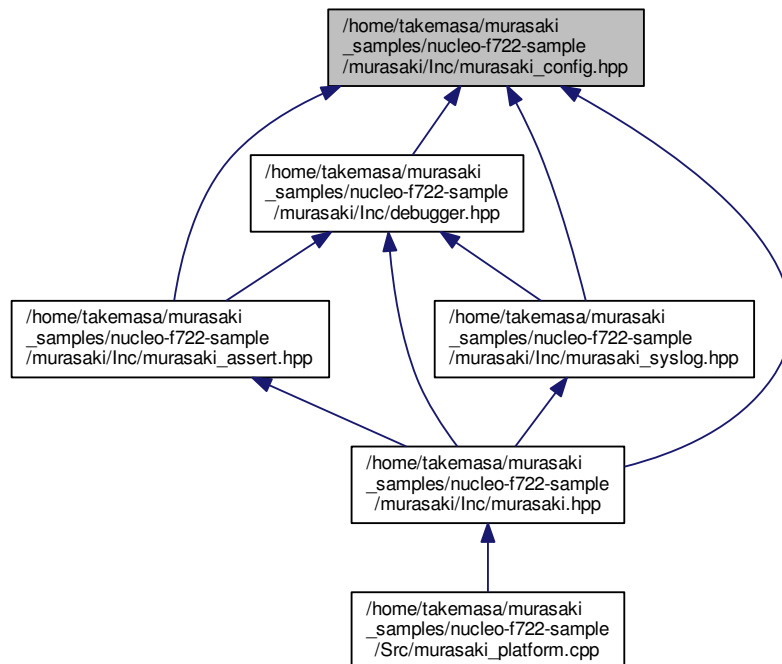 /home/takemasa/murasaki
_samples/nucleo-f722-sample
/murasaki/Inc/murasaki_config.hpp
/home/takemasa/murasaki
_samples/nucleo-f722-sample
/murasaki/Inc/debugger.hpp
/home/takemasa/murasaki
_samples/nucleo-f722-sample
/murasaki/Inc/murasaki_assert.hpp
/home/takemasa/murasaki
_samples/nucleo-f722-sample
/murasaki/Inc/murasaki_syslog.hpp
/home/takemasa/murasaki
_samples/nucleo-f722-sample
/murasaki/Inc/murasaki.hpp
/home/takemasa/murasaki
_samples/nucleo-f722-sample
/Src/murasaki_platform.cpp